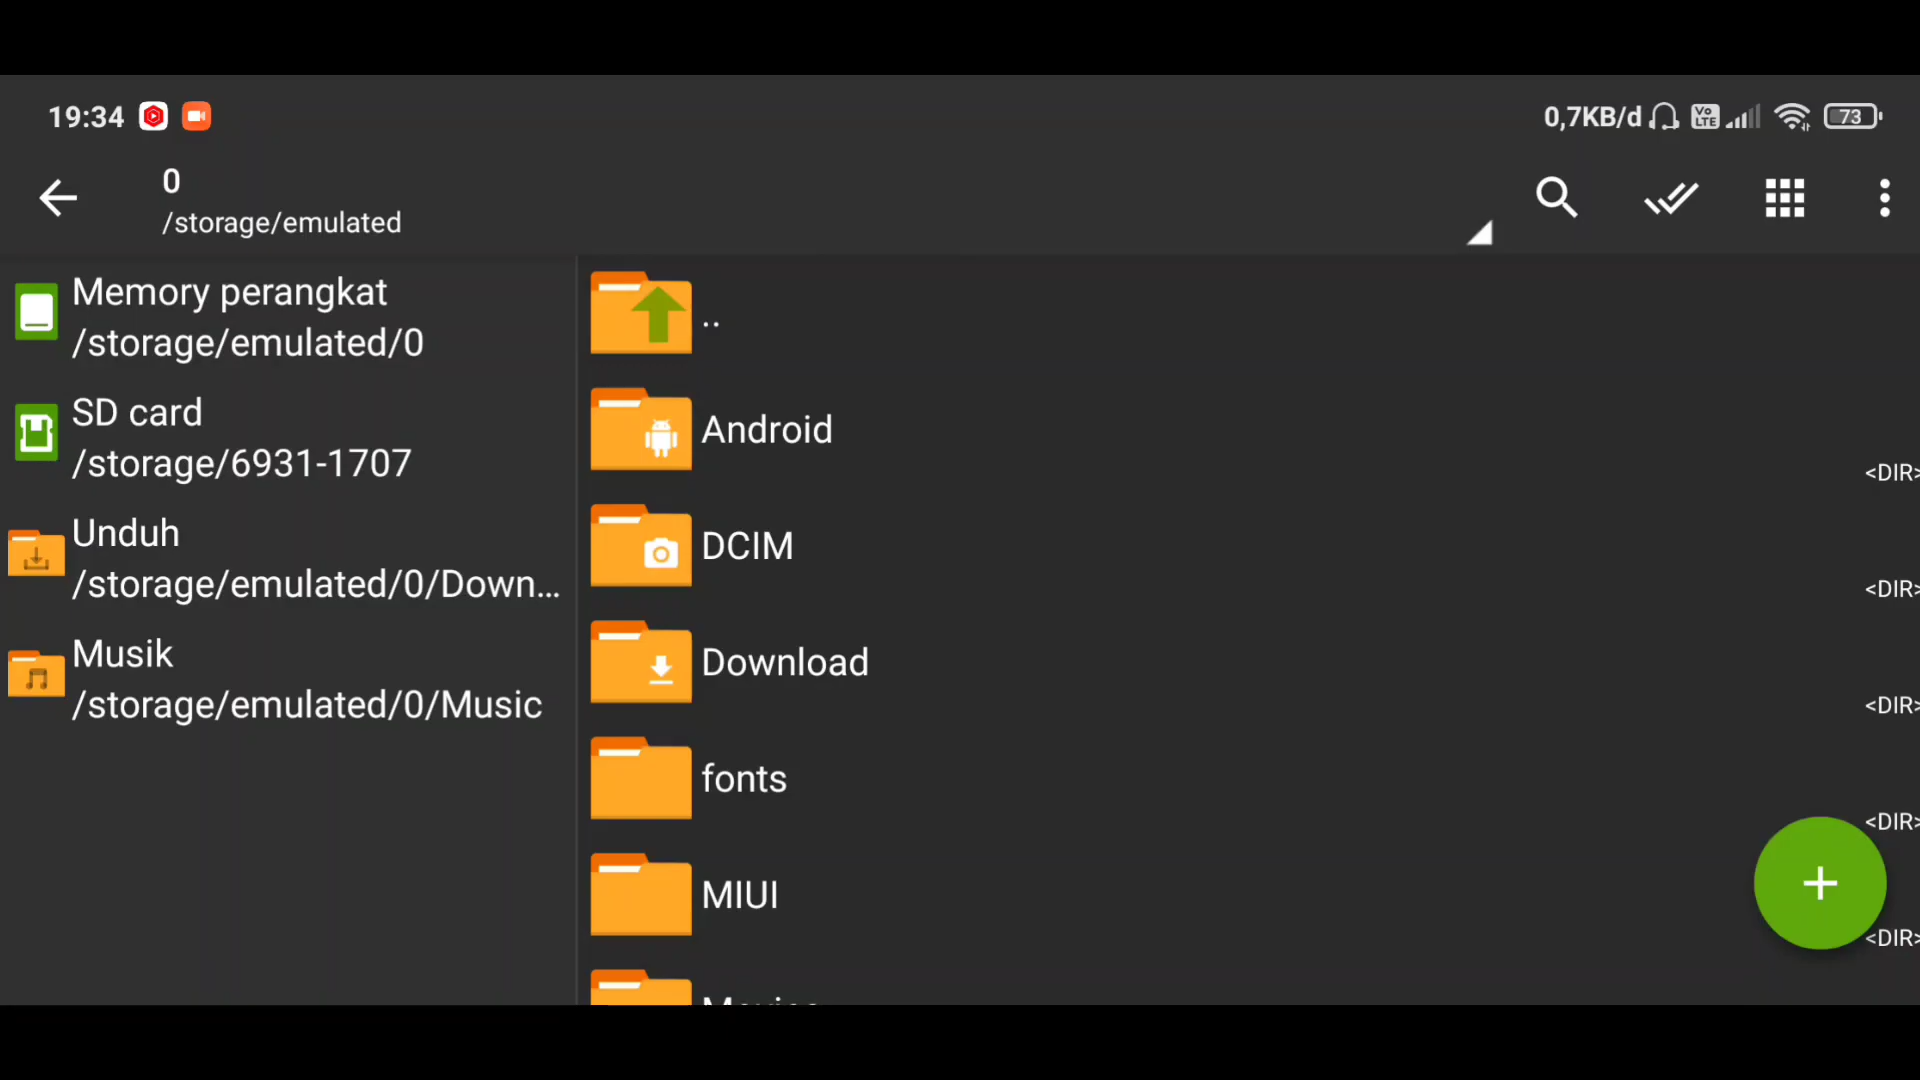 19:34
0,7KB/d
Vo LTE
73
0
/storage/emulated
Memory perangkat
/storage/emulated/0
SD card
/storage/6931-1707
Unduh
/storage/emulated/0/Down...
Musik
/storage/emulated/0/Music
..
Android
<DIR>
DCIM
<DIR>
Download
<DIR>
fonts
<DIR>
MIUI
<DIR>